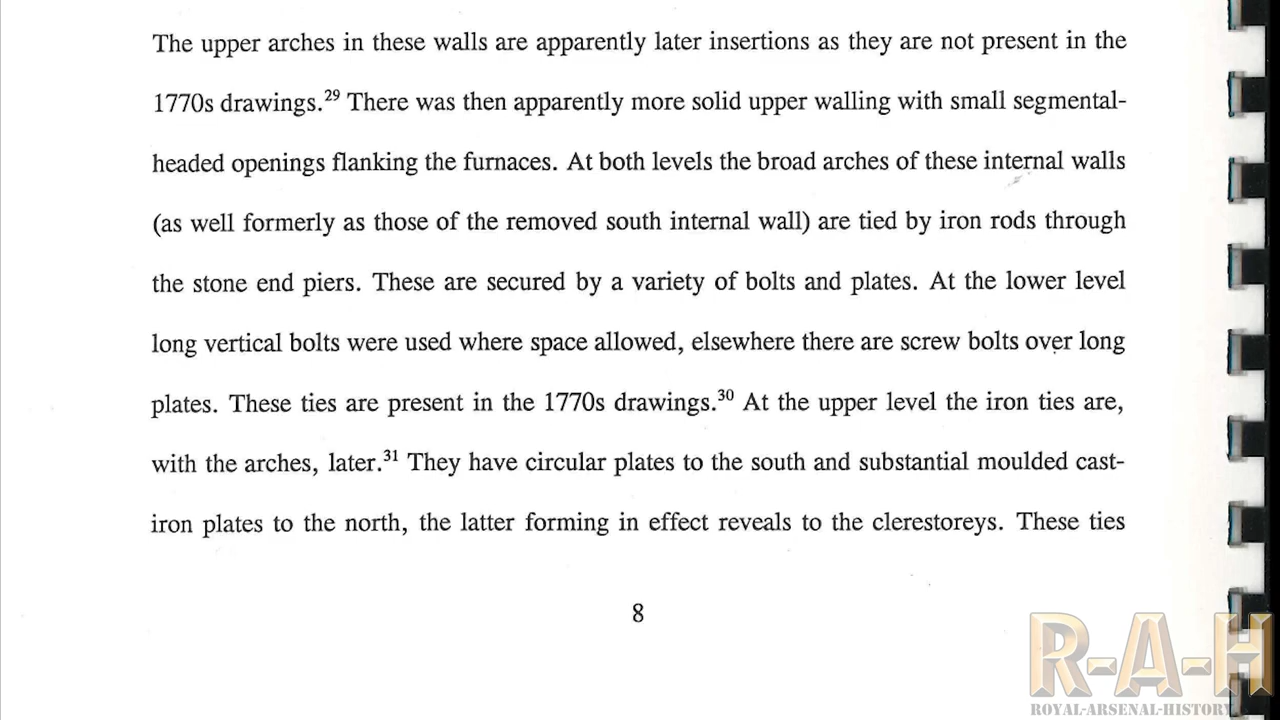 The upper arches in these walls are apparently later insertions as they are not present in the
1770s drawings.29 There was then apparently more solid upper walling with small segmental-
headed openings flanking the furnaces. At both levels the broad arches of these internal walls
(as well formerly as those of the removed south internal wall) are tied by iron rods through
the stone end piers. These are secured by a variety of bolts and plates. At the lower level
long vertical bolts were used where space allowed, elsewhere there are screw bolts over long
plates. These ties are present in the 1770s drawings.30 At the upper level the iron ties are,
with the arches, later.31 They have circular plates to the south and substantial moulded cast-
iron plates to the north, the latter forming in effect reveals to the clerestoreys. These ties
8
R-A-H
ROYAL-ARSENAL-HISTORY